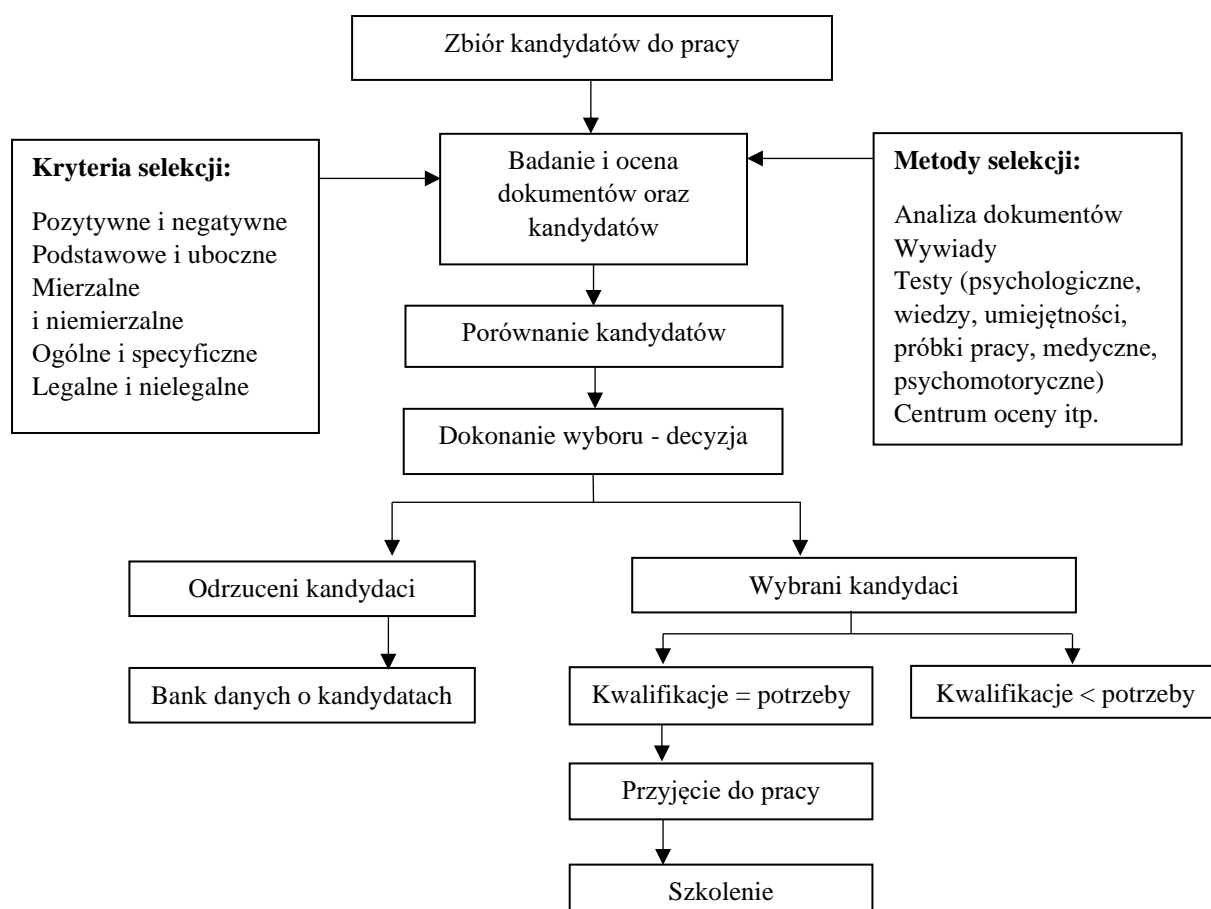 Zbiór kandydatów do pracy
Kryteria selekcji:
Pozytywne i negatywne
Podstawowe i uboczne
Mierzalne
i niemierzalne
Ogólne i specyficzne
Legalne i nielegalne
Badanie i ocena
dokumentów oraz
kandydatów
Metody selekcji:
Analiza dokumentów
Wywiady
Testy (psychologiczne,
wiedzy, umiejętności,
próbki pracy, medyczne,
psychomotoryczne)
Centrum oceny itp.
Porównanie kandydatów
Dokonanie wyboru - decyzja
Odrzuceni kandydaci
Wybrani kandydaci
Bank danych o kandydatach
Kwalifikacje = potrzeby
Kwalifikacje < potrzeby
Przyjęcie do pracy
Szkolenie